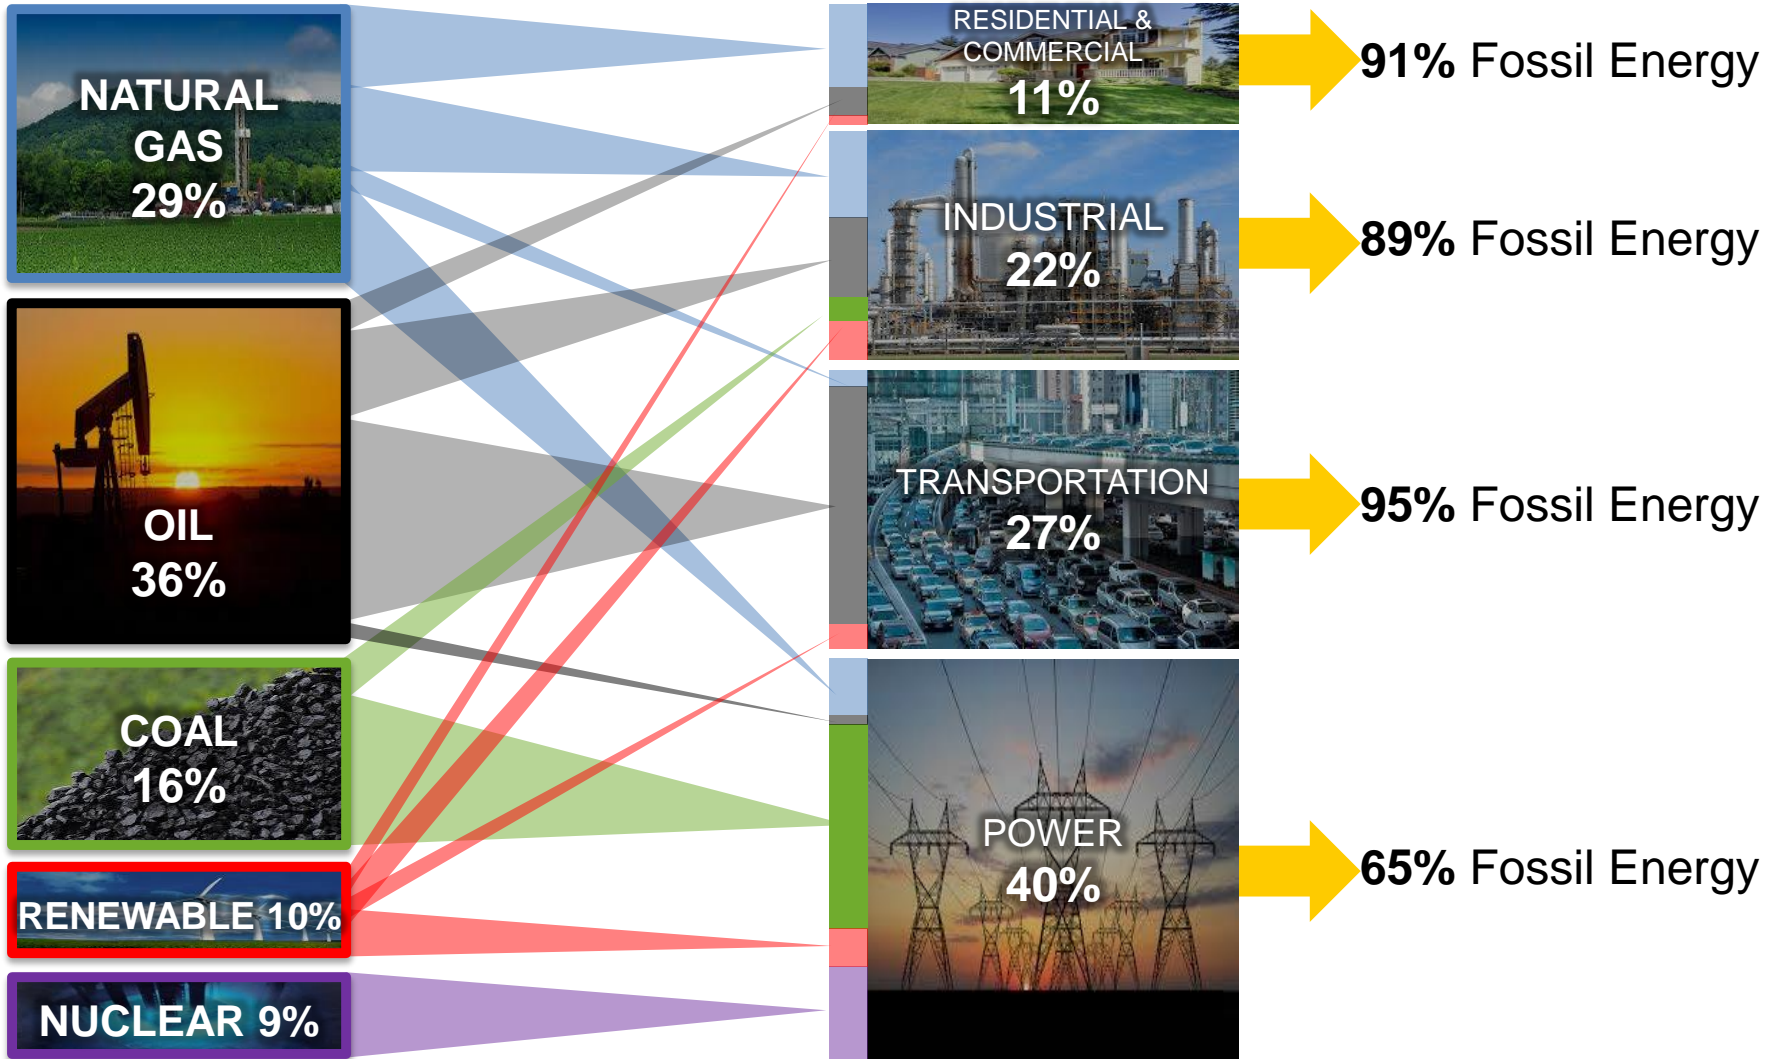 NATURAL
GAS
29%
OIL
36%
COAL
16%
RENEWABLE 10%
NUCLEAR 9%
RESIDENTIAL &
COMMERCIAL
11%
INDUSTRIAL
22%
TRANSPORTATION
27%
POWER
40%
91% Fossil Energy
89% Fossil Energy
95% Fossil Energy
65% Fossil Energy